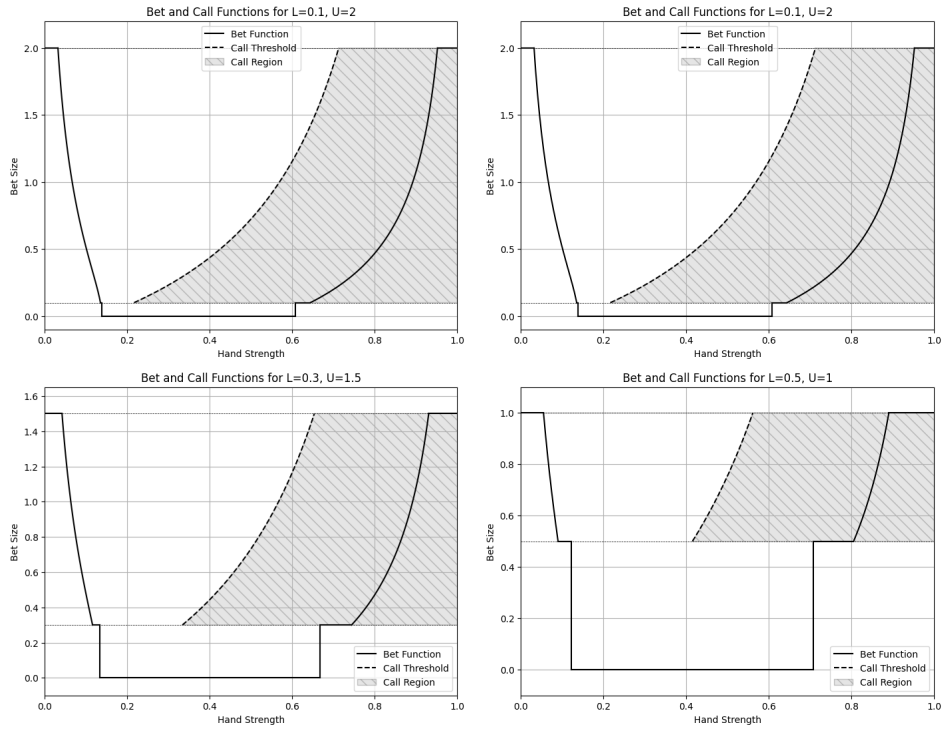 Bet and Call Functions for L=0.1, U=2
Bet Function
Call Threshold
Call Region
2.0
1.5
1.0
0.5
0.0
Bet Size
0.0 0.2 0.4 0.6 0.8 1.0
Hand Strength
Bet and Call Functions for L=0.1, U=2
Bet Function
Call Threshold
Call Region
2.0
1.5
1.0
0.5
0.0
Bet Size
0.0 0.2 0.4 0.6 0.8 1.0
Hand Strength
Bet and Call Functions for L=0.3, U=1.5
1.6
1.4
1.2
1.0
0.8
0.6
0.4
0.2
0.0
Bet Size
Bet Function
Call Threshold
Call Region
0.0 0.2 0.4 0.6 0.8 1.0
Hand Strength
Bet and Call Functions for L=0.5, U=1
1.0
0.8
0.6
0.4
0.2
0.0
Bet Size
Bet Function
Call Threshold
Call Region
0.0 0.2 0.4 0.6 0.8 1.0
Hand Strength